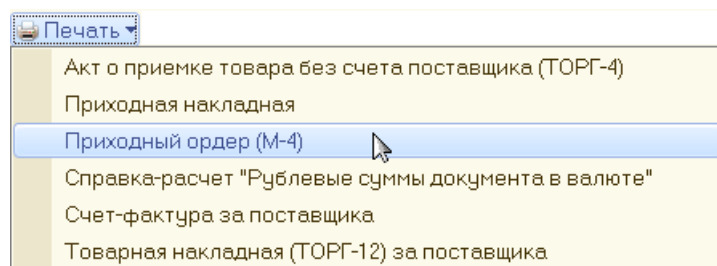 Печать
Акт о приемке товара без счета поставщика (ТОРГ-4)
Приходная накладная
Приходный ордер (М-4)
Справка-расчет "Рублевые суммы документа в валюте"
Счет-фактура за поставщика
Товарная накладная (ТОРГ-12) за поставщика